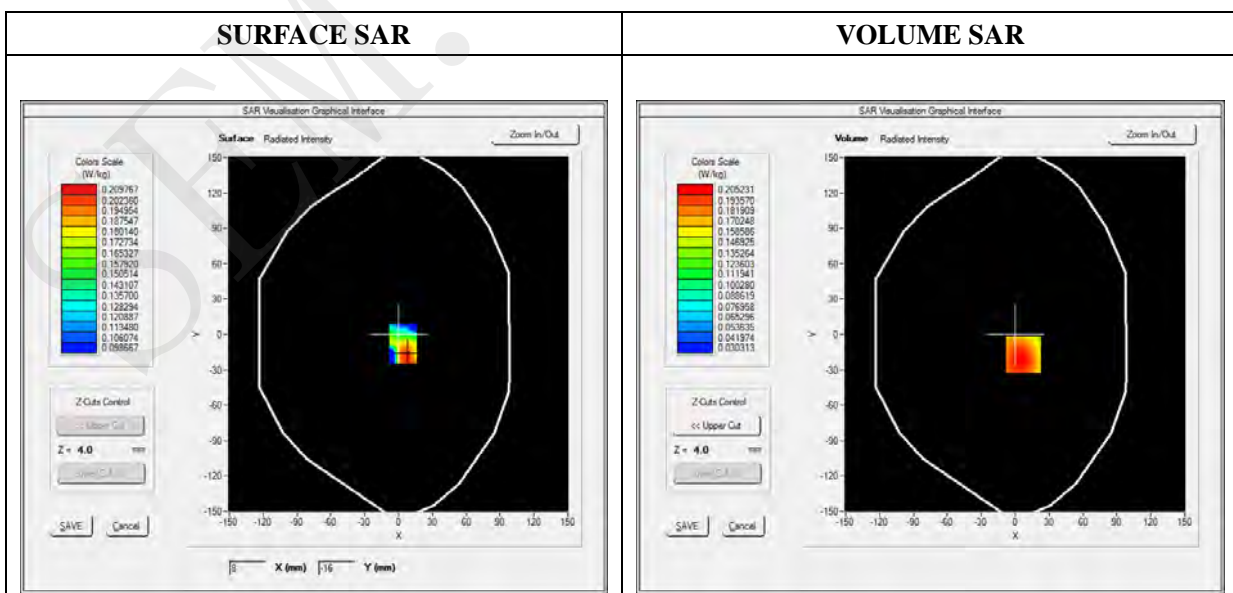 SURFACE SAR
VOLUME SAR
SEM.
SAR Visualisation Graphical Interface
Surface Radiated Intensity
Zoom In/Out
Colors Scale
(W/kg)
0.209767
0.202360
0.194954
0.187547
0.180140
0.172734
0.165327
0.157920
0.150514
0.143107
0.135700
0.128294
0.120887
0.113480
0.106074
0.098667
150
120
90
60
30
0
-30
-60
-90
-120
-150
Y
-150 -120 -90 -60 -30 0 30 60 90 120 150
X
Z-Cuts Control
<< Upper Cut
Z = 4.0 mm
SAVE Cancel
8 X (mm) -16 Y (mm)
SAR Visualisation Graphical Interface
Volume Radiated Intensity
Zoom In/Out
Colors Scale
(W/kg)
0.205231
0.193570
0.181909
0.170248
0.158586
0.146925
0.135264
0.123603
0.111941
0.100280
0.088619
0.076958
0.065296
0.053635
0.041974
0.030313
150
120
90
60
30
0
-30
-60
-90
-120
-150
Y
-150 -120 -90 -60 -30 0 30 60 90 120 150
X
Z-Cuts Control
<< Upper Cut
Z = 4.0 mm
SAVE Cancel